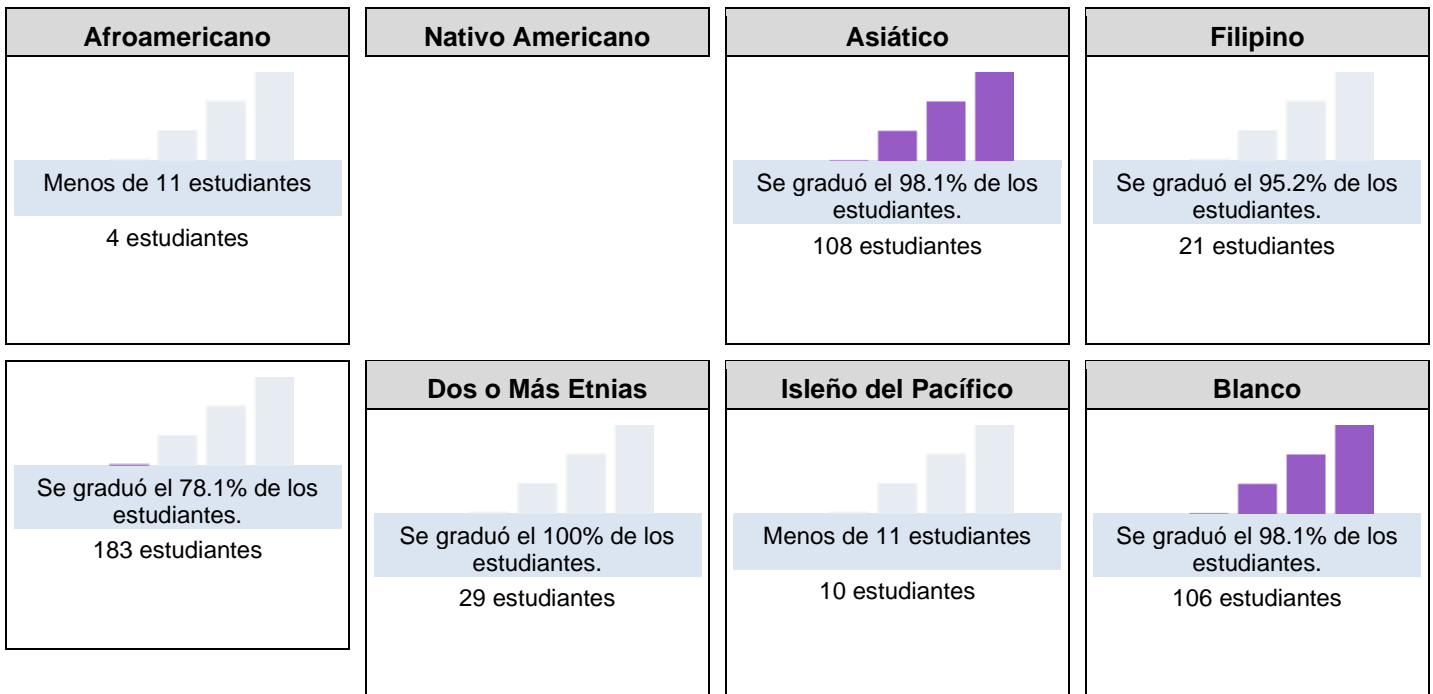 Afroamericano
Menos de 11 estudiantes
4 estudiantes
Nativo Americano
Asiático
Se graduó el 98.1% de los
estudiantes.
108 estudiantes
Filipino
Se graduó el 95.2% de los
estudiantes.
21 estudiantes
Se graduó el 78.1% de los
estudiantes.
183 estudiantes
Dos o Más Etnias
Se graduó el 100% de los
estudiantes.
29 estudiantes
Isleño del Pacífico
Menos de 11 estudiantes
10 estudiantes
Blanco
Se graduó el 98.1% de los
estudiantes.
106 estudiantes